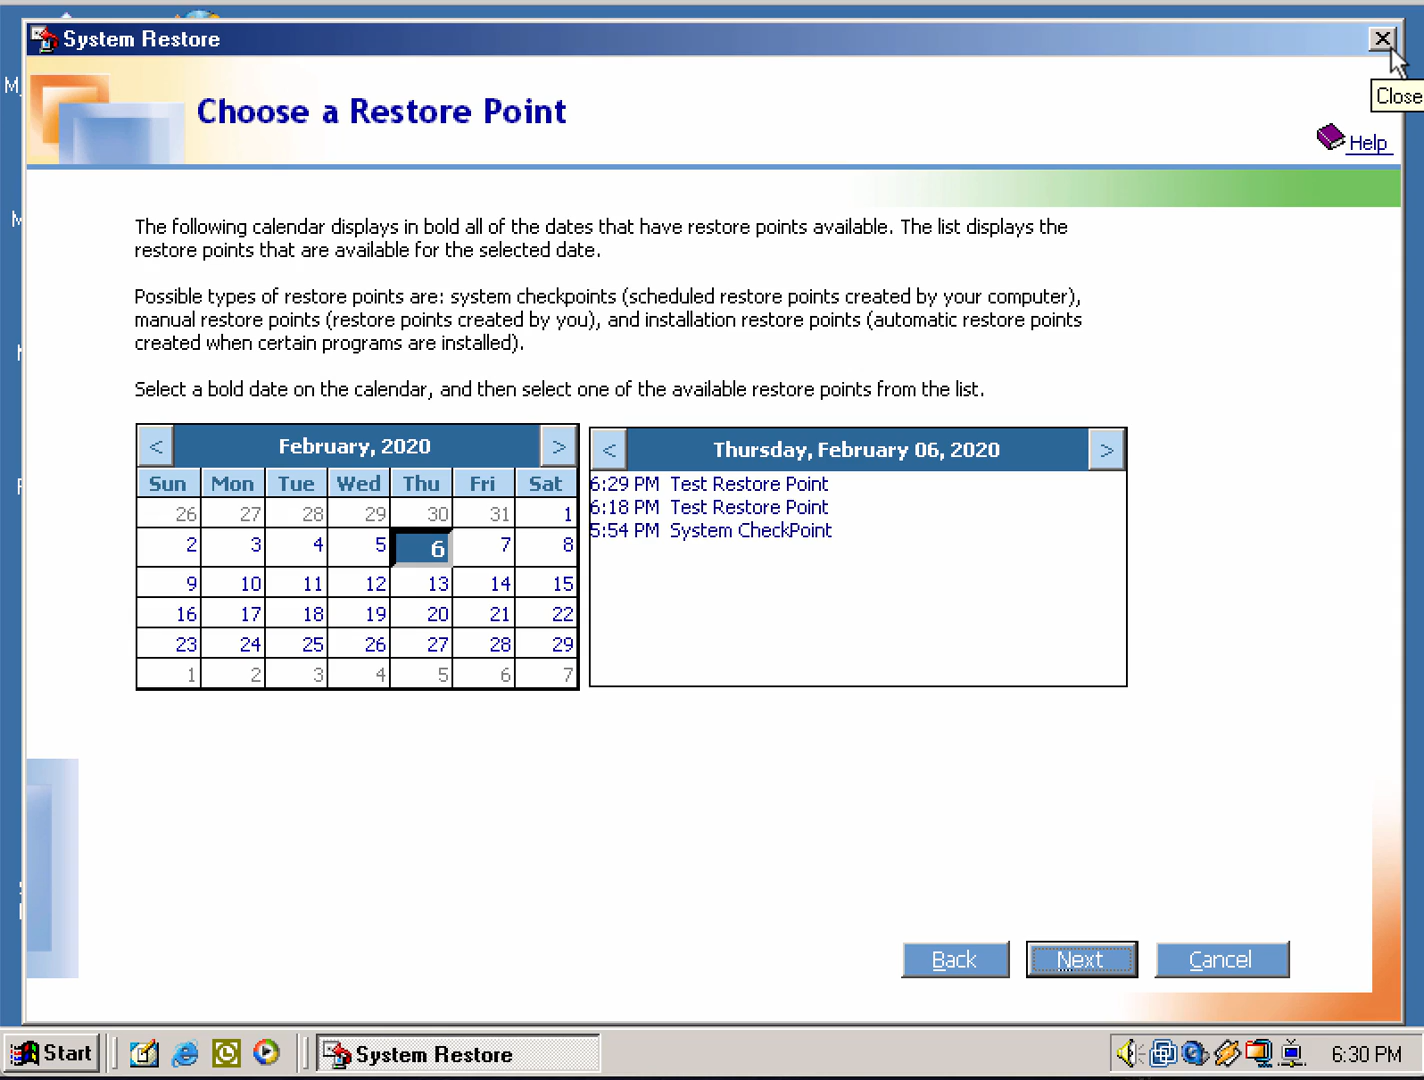 System Restore
Close
Choose a Restore Point
Help
The following calendar displays in bold all of the dates that have restore points available. The list displays the
restore points that are available for the selected date.
Possible types of restore points are: system checkpoints (scheduled restore points created by your computer),
manual restore points (restore points created by you), and installation restore points (automatic restore points
created when certain programs are installed).
Select a bold date on the calendar, and then select one of the available restore points from the list.
< February, 2020 >
Sun Mon Tue Wed Thu Fri Sat
26 27 28 29 30 31 1
2 3 4 5 6 7 8
9 10 11 12 13 14 15
16 17 18 19 20 21 22
23 24 25 26 27 28 29
1 2 3 4 5 6 7
< Thursday, February 06, 2020 >
6:29 PM Test Restore Point
6:18 PM Test Restore Point
5:54 PM System CheckPoint
Back Next Cancel
Start System Restore 6:30 PM